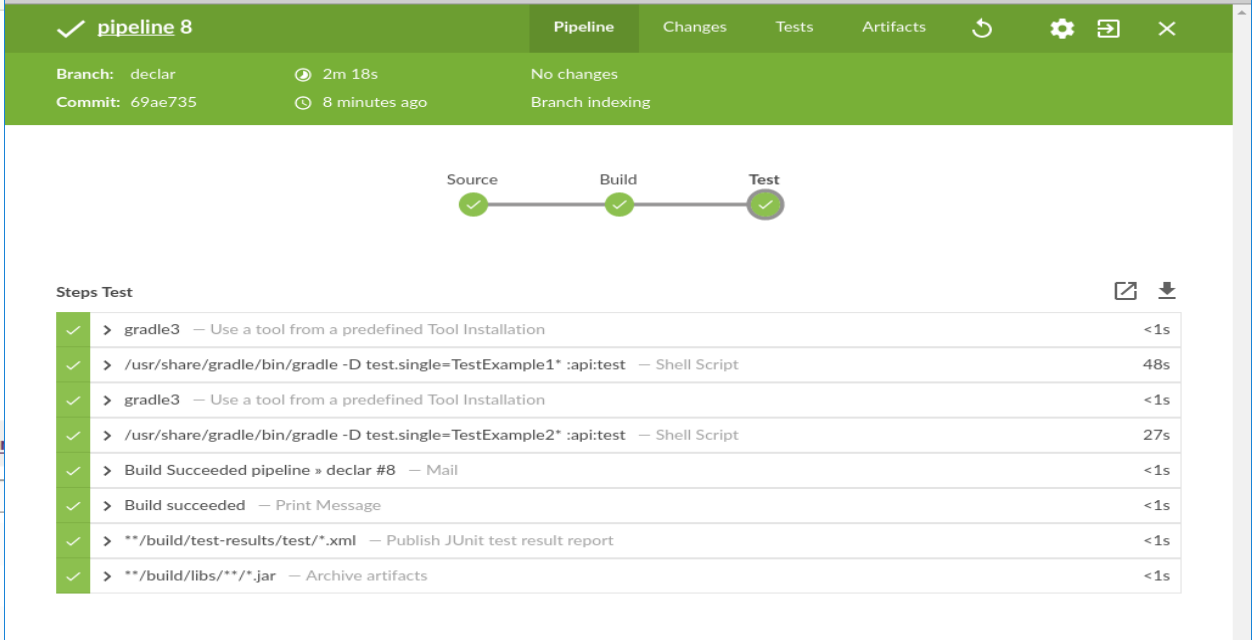 pipeline 8 Pipeline Changes Tests Artifacts
Branch: declar 2m 18s No changes
Commit: 69ae735 8 minutes ago Branch indexing
Source Build Test
Steps Test
gradle3 — Use a tool from a predefined Tool Installation <1s
/usr/share/gradle/bin/gradle -D test.single=TestExample1* :api:test — Shell Script 48s
gradle3 — Use a tool from a predefined Tool Installation <1s
/usr/share/gradle/bin/gradle -D test.single=TestExample2* :api:test — Shell Script 27s
Build Succeeded pipeline » declar #8 — Mail <1s
Build succeeded — Print Message <1s
**/build/test-results/test/*.xml — Publish JUnit test result report <1s
**/build/libs/**/*.jar — Archive artifacts <1s